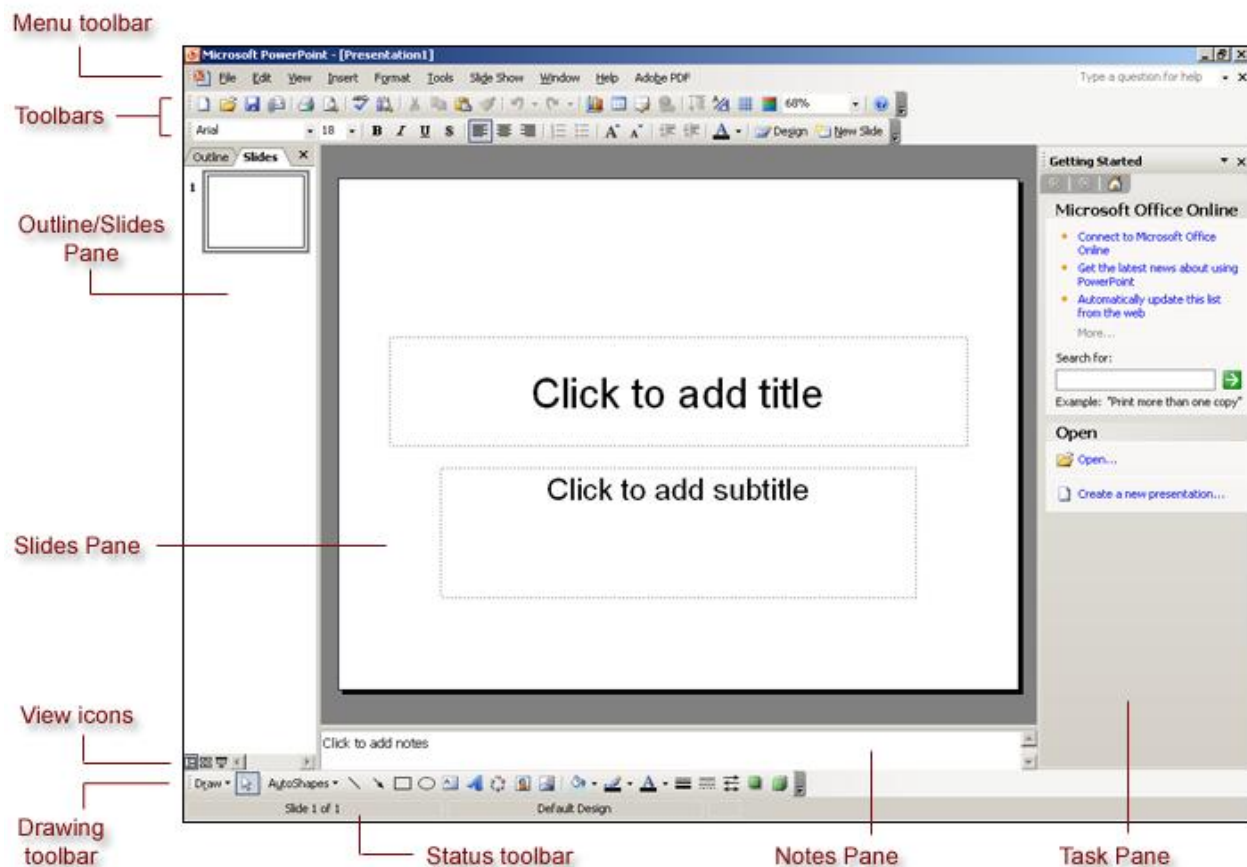 Menu toolbar
Microsoft PowerPoint - [Presentation1]
File Edit View Insert Format Tools Slide Show Window Help Adobe PDF
Type a question for help
Toolbars
68%
Arial 18 B I U S A A A Design New Slide
Outline Slides
Getting Started
1
Microsoft Office Online
Connect to Microsoft Office
Online
Get the latest news about using
PowerPoint
Automatically update this list
from the web
More...
Search for:
Example: "Print more than one copy"
Open
Open...
Create a new presentation...
Outline/Slides
Pane
Click to add title
Click to add subtitle
Slides Pane
View icons
Click to add notes
Draw AutoShapes A
Slide 1 of 1 Default Design
Drawing
toolbar
Status toolbar
Notes Pane
Task Pane